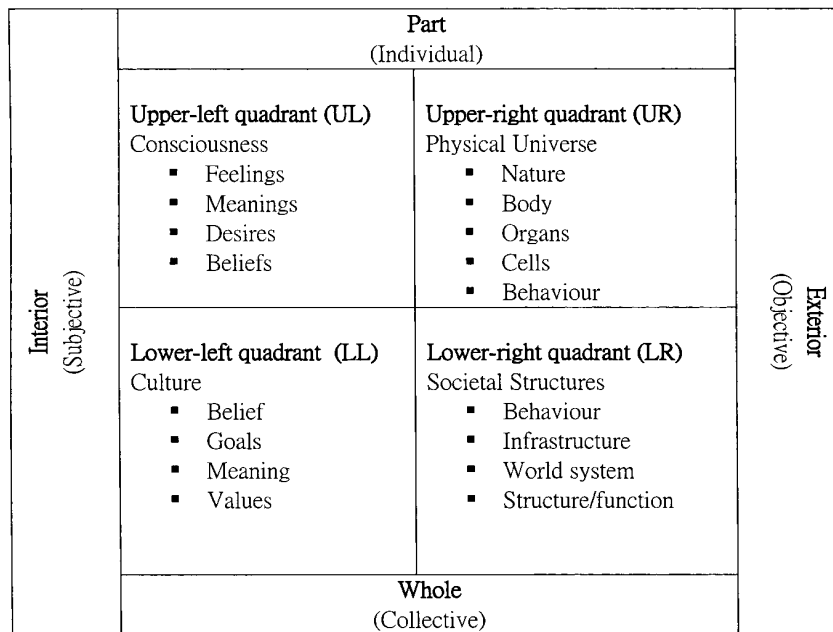 Part
(Individual)
Interior
(Subjective)
Upper-left quadrant (UL)
Consciousness
▪ Feelings
▪ Meanings
▪ Desires
▪ Beliefs
Upper-right quadrant (UR)
Physical Universe
▪ Nature
▪ Body
▪ Organs
▪ Cells
▪ Behaviour
Lower-left quadrant (LL)
Culture
▪ Belief
▪ Goals
▪ Meaning
▪ Values
Lower-right quadrant (LR)
Societal Structures
▪ Behaviour
▪ Infrastructure
▪ World system
▪ Structure/function
Exterior
(Objective)
Whole
(Collective)